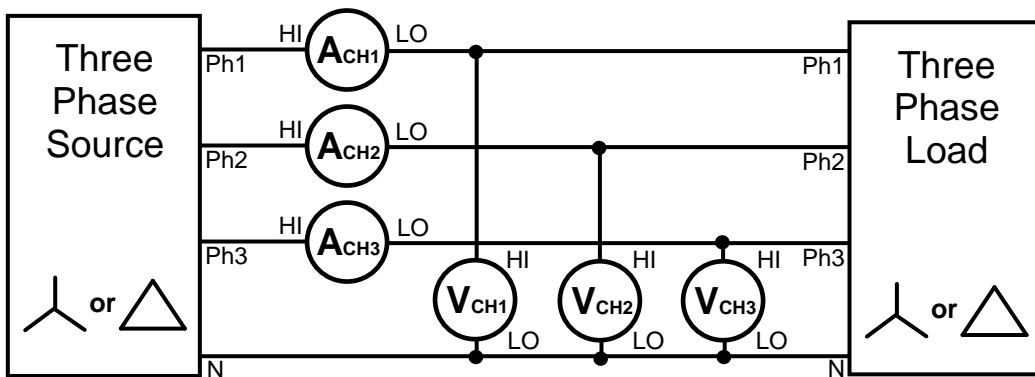 Three
Phase
Source
or
HI
ACH1
LO
Ph1
Ph1
HI
ACH2
LO
Ph2
Ph2
HI
ACH3
LO
Ph3
Ph3
VCH1
HI
LO
VCH2
HI
LO
VCH3
HI
LO
N
N
Three
Phase
Load
or